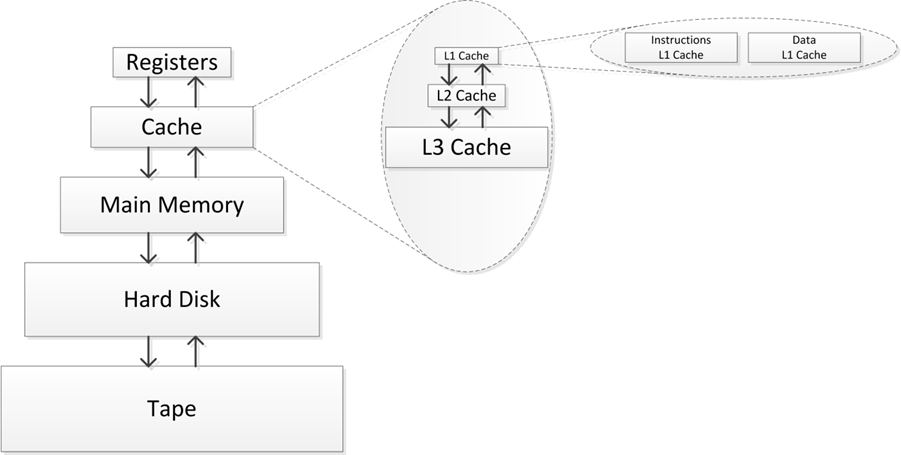 Registers
Cache
Main Memory
Hard Disk
Tape
L1 Cache
L2 Cache
L3 Cache
Instructions
L1 Cache
Data
L1 Cache